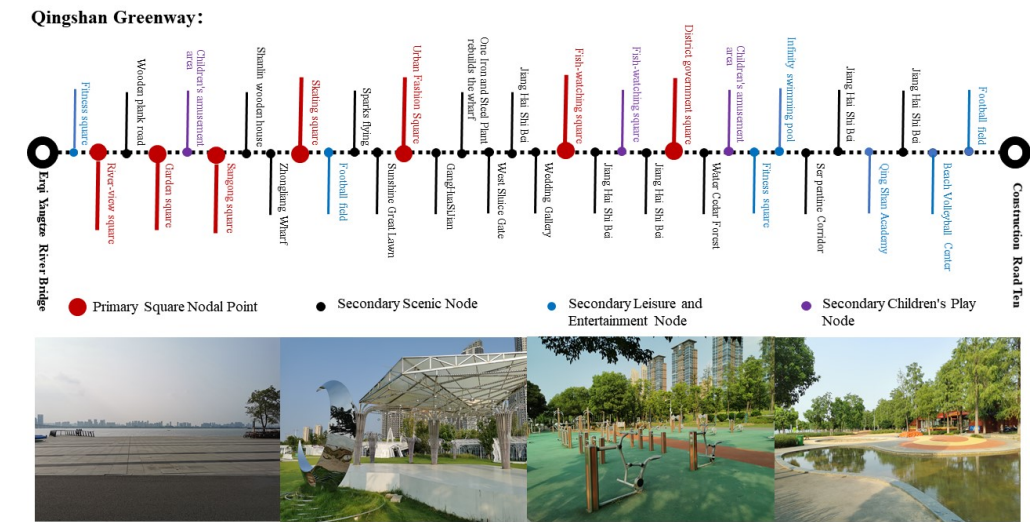 Qingshan Greenway:
Erqi Yangtze River Bridge
Fitness square
River-view square
Wooden plank road
Garden square
Children's amusement
area
Sangong square
Shanlin wooden house
Zhonggang Wharf
Skating square
Football field
Sparks flying
Sunshine Great Lawn
Urban Fashion Square
GangHuaSiJian
One Iron and Steel Plant
rebuilds the wharf
West Sluice Gate
Jiang Hai Shi Bei
Wedding Gallery
Fish-watching square
Jiang Hai Shi Bei
Fish-watching square
Jiang Hai Shi Bei
District government square
Water Cedar Forest
Children's amusement
area
Fitness square
Infinity swimming pool
Ser pentine Corridor
Jiang Hai Shi Bei
Qing Shan Academy
Jiang Hai Shi Bei
Beach Volleyball Center
Football field
Construction Road Ten
Primary Square Nodal Point
Secondary Scenic Node
Secondary Leisure and
Entertainment Node
Secondary Children's Play
Node